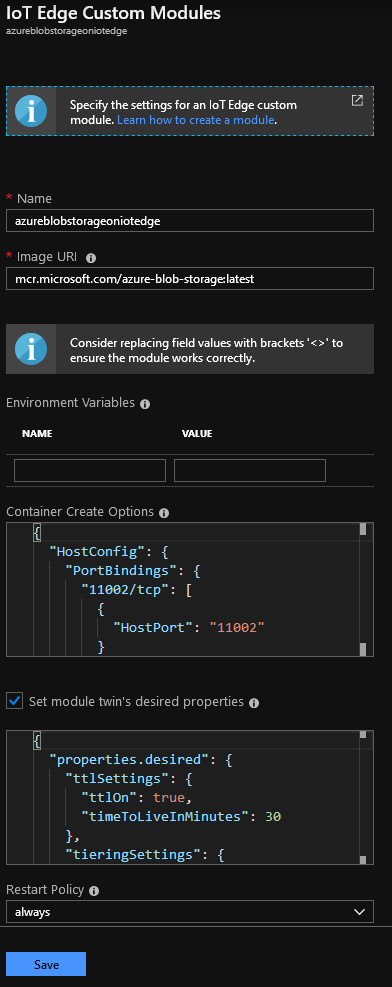 IoT Edge Custom Modules
azureblobstorageoniotedge
Specify the settings for an IoT Edge custom
module. Learn how to create a module.
* Name
azureblobstorageoniotedge
* Image URI
mcr.microsoft.com/azure-blob-storage:latest
Consider replacing field values with brackets '<>' to
ensure the module works correctly.
Environment Variables
NAME VALUE
Container Create Options
{
"HostConfig": {
"PortBindings": {
"11002/tcp": [
{
"HostPort": "11002"
}
Set module twin's desired properties
{
"properties.desired": {
"ttlSettings": {
"ttlOn": true,
"timeToLiveInMinutes": 30
},
"tieringSettings": {
Restart Policy
always
Save